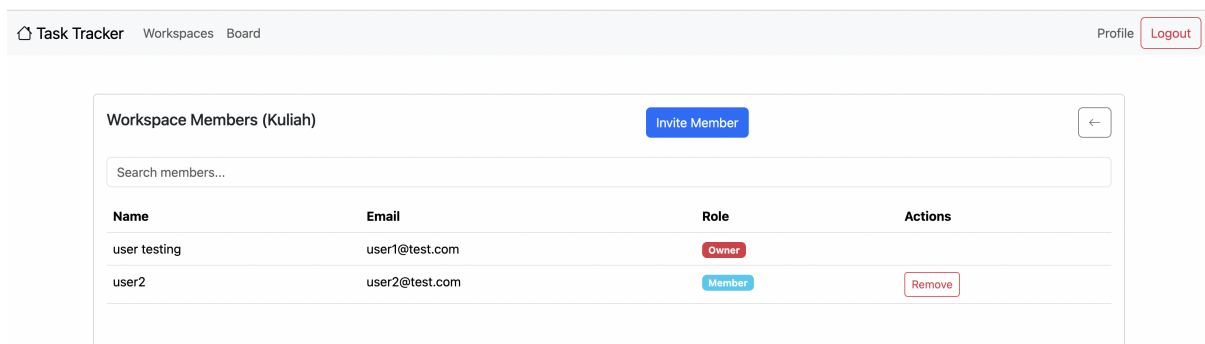 Task Tracker Workspaces Board Profile Logout
Workspace Members (Kuliah) Invite Member ←
Search members...
Name Email Role Actions
user testing user1@test.com Owner
user2 user2@test.com Member Remove